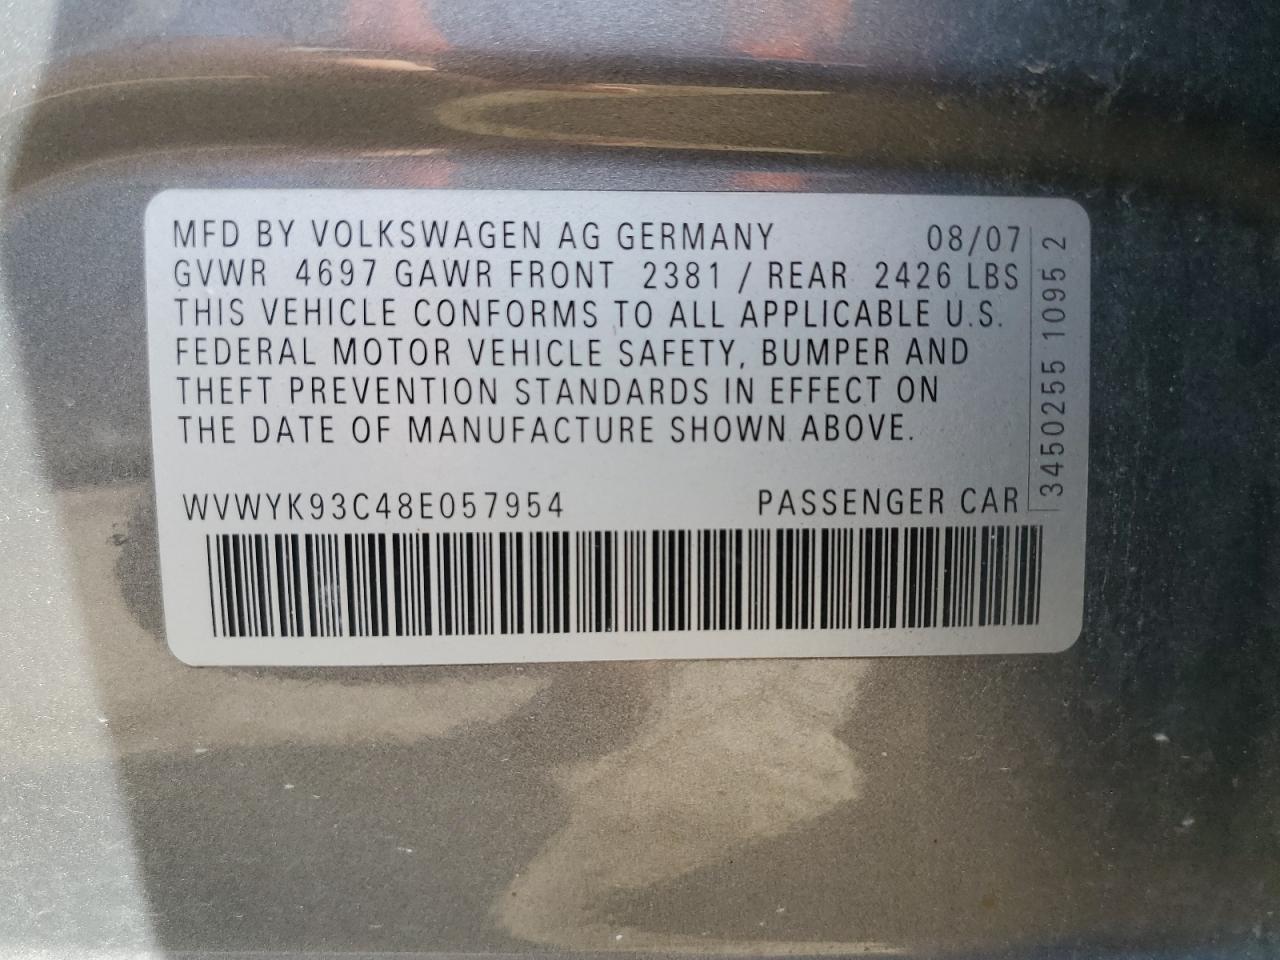 MFD BY VOLKSWAGEN AG GERMANY 08/07
GVWR 4697 GAWR FRONT 2381 / REAR 2426 LBS
THIS VEHICLE CONFORMS TO ALL APPLICABLE U.S.
FEDERAL MOTOR VEHICLE SAFETY, BUMPER AND
THEFT PREVENTION STANDARDS IN EFFECT ON
THE DATE OF MANUFACTURE SHOWN ABOVE.
WVWYK93C48E057954 PASSENGER CAR
3450255 1095 2